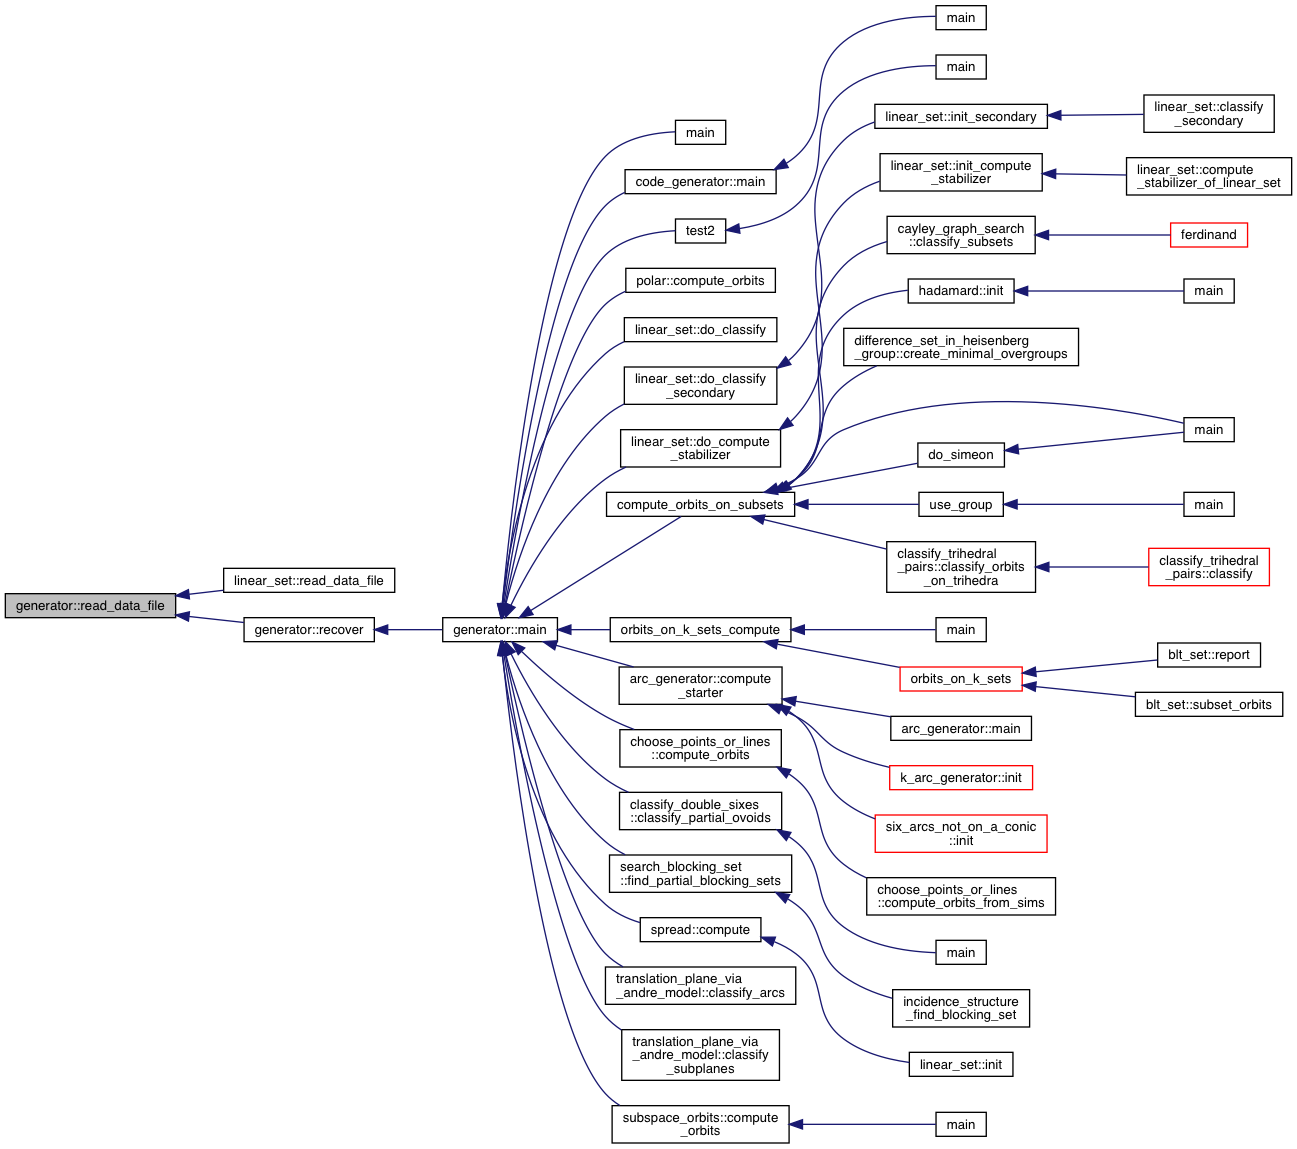 generator::read_data_file
linear_set::read_data_file
generator::recover
generator::main
main
code_generator::main
test2
polar::compute_orbits
linear_set::do_classify
linear_set::do_classify
_secondary
linear_set::do_compute
_stabilizer
compute_orbits_on_subsets
orbits_on_k_sets_compute
arc_generator::compute
_starter
choose_points_or_lines
::compute_orbits
classify_double_sixes
::classify_partial_ovoids
search_blocking_set
::find_partial_blocking_sets
spread::compute
translation_plane_via
_andre_model::classify_arcs
translation_plane_via
_andre_model::classify
_subplanes
subspace_orbits::compute
_orbits
main
main
linear_set::init_secondary
linear_set::init_compute
_stabilizer
cayley_graph_search
::classify_subsets
hadamard::init
difference_set_in_heisenberg
_group::create_minimal_overgroups
do_simeon
use_group
classify_trihedral
_pairs::classify_orbits
_on_trihedra
main
orbits_on_k_sets
arc_generator::main
k_arc_generator::init
six_arcs_not_on_a_conic
::init
choose_points_or_lines
::compute_orbits_from_sims
main
incidence_structure
_find_blocking_set
linear_set::init
main
linear_set::classify
_secondary
linear_set::compute
_stabilizer_of_linear_set
ferdinand
main
main
main
classify_trihedral
_pairs::classify
blt_set::report
blt_set::subset_orbits